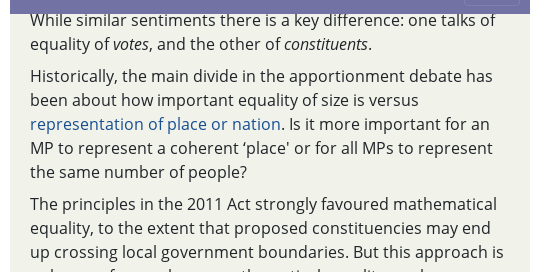 While similar sentiments there is a key difference: one talks of
equality of votes, and the other of constituents.
Historically, the main divide in the apportionment debate has
been about how important equality of size is versus
representation of place or nation. Is it more important for an
MP to represent a coherent ‘place' or for all MPs to represent
the same number of people?
The principles in the 2011 Act strongly favoured mathematical
equality, to the extent that proposed constituencies may end
up crossing local government boundaries. But this approach is